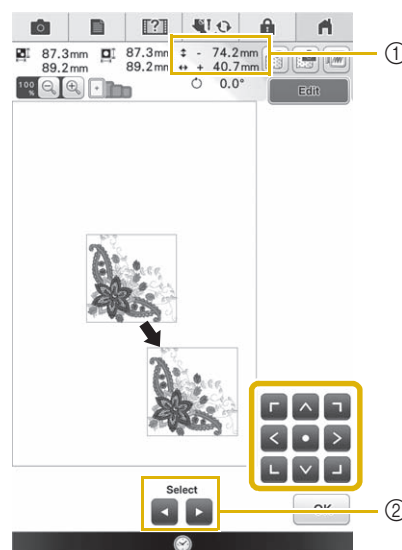 87.3mm 87.3mm ↕ - 74.2mm ①
89.2mm 89.2mm ↔ + 40.7mm
100 % 0.0°
Edit
Select
OK
②